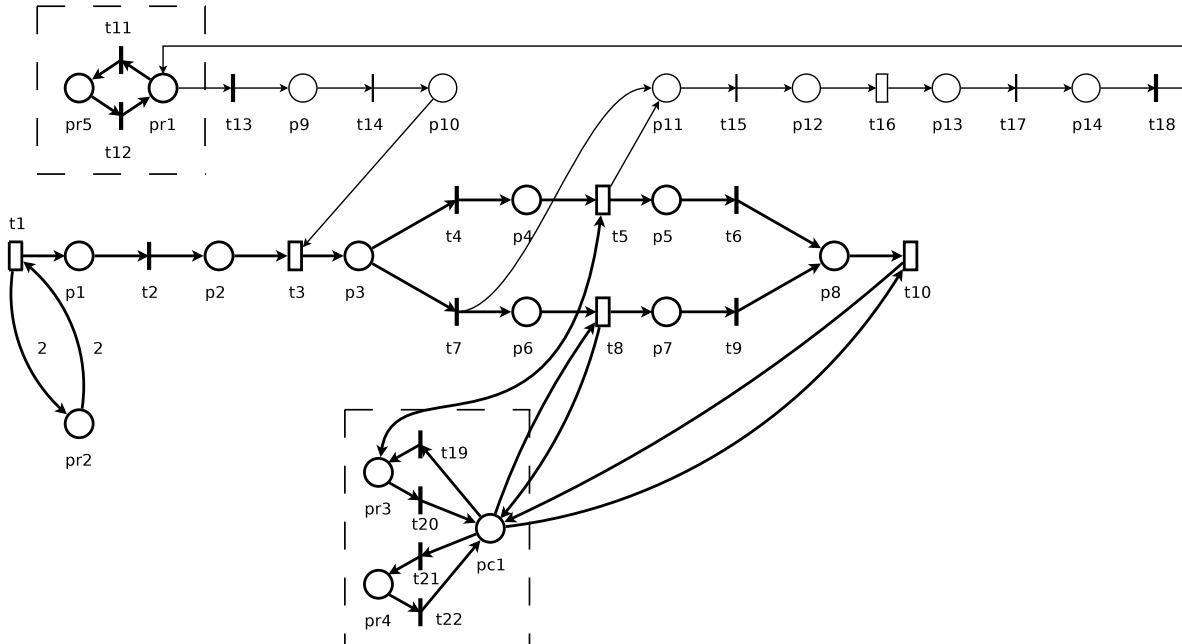 t11
pr5 pr1 t13 p9 t14 p10 p11 t15 p12 t16 p13 t17 p14 t18
t12
t1
t4 p4 t5 p5 t6
p1 t2 p2 t3 p3 p8 t10
2 2 t7 p6 t8 p7 t9
t19
pr2
pr3 t20
pc1
t21
pr4 t22